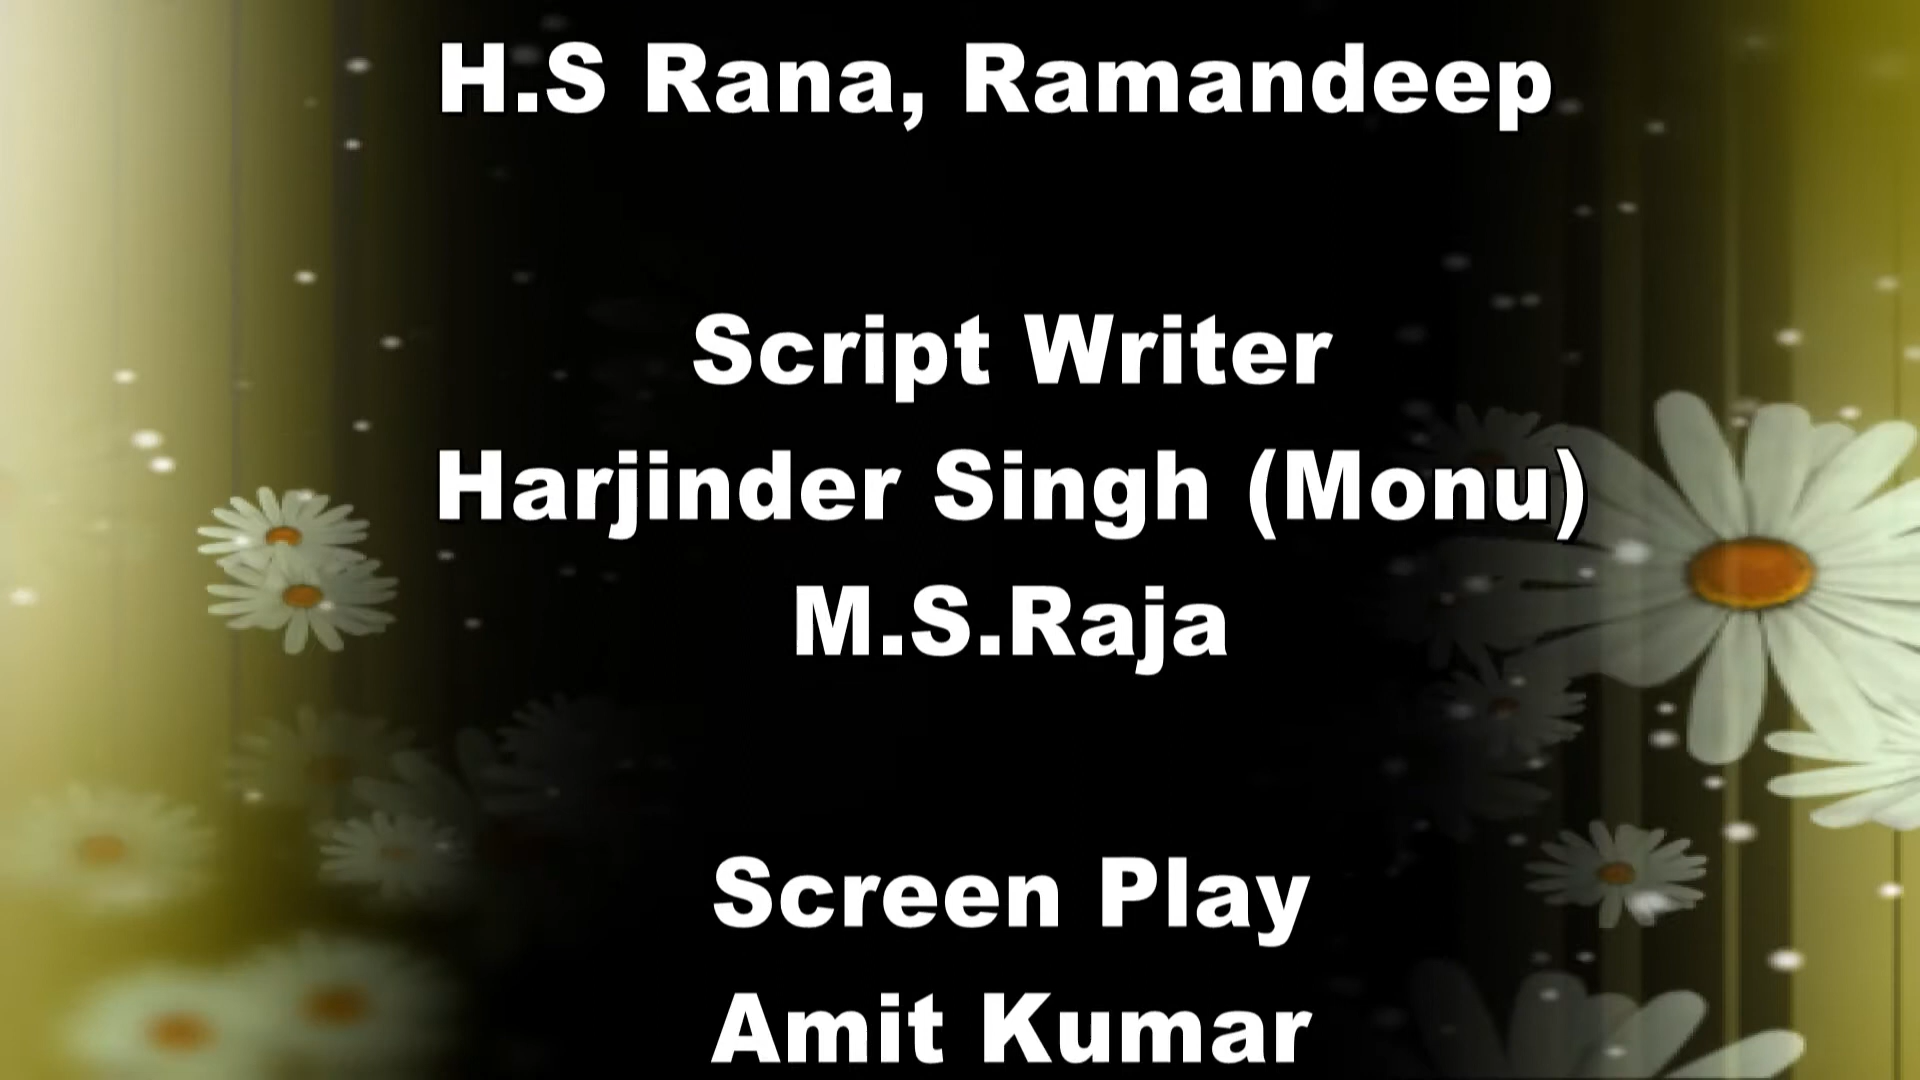 H.S Rana, Ramandeep
Script Writer
Harjinder Singh (Monu)
M.S.Raja
Screen Play
Amit Kumar